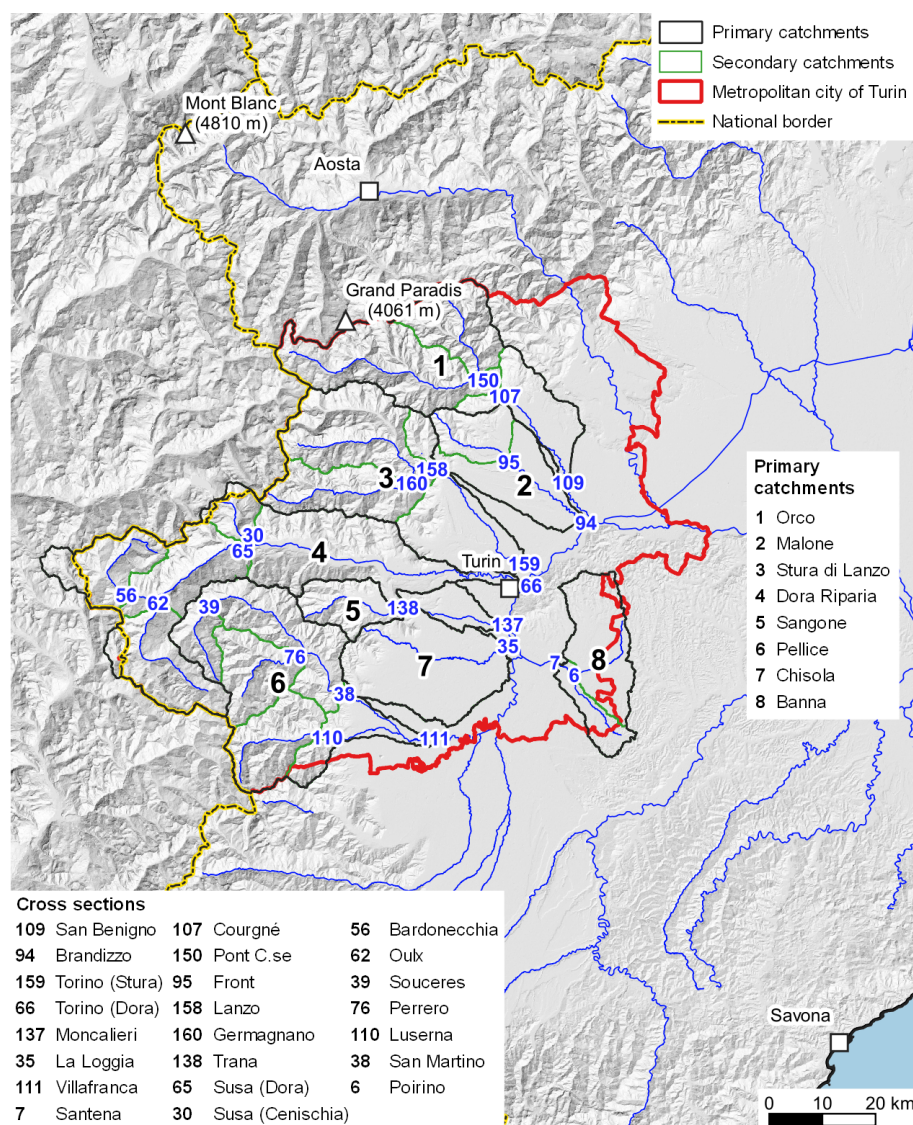 Primary catchments
Secondary catchments
Metropolitan city of Turin
National border
Mont Blanc
(4810 m)
Aosta
Grand Paradis
(4061 m)
1
150
107
158
95
3
160
2
109
94
30
65
4
Turin
159
66
56
62
39
5
138
137
35
76
7
7
6
8
6
38
110
111
Primary
catchments
1 Orco
2 Malone
3 Stura di Lanzo
4 Dora Riparia
5 Sangone
6 Pellice
7 Chisola
8 Banna
Cross sections
109 San Benigno 107 Courgné 56 Bardonecchia
94 Brandizzo 150 Pont C.se 62 Oulx
159 Torino (Stura) 95 Front 39 Souceres
66 Torino (Dora) 158 Lanzo 76 Perrero
137 Moncalieri 160 Germagnano 110 Luserna
35 La Loggia 138 Trana 38 San Martino
111 Villafranca 65 Susa (Dora) 6 Poirino
7 Santena 30 Susa (Cenischia)
Savona
0 10 20 km